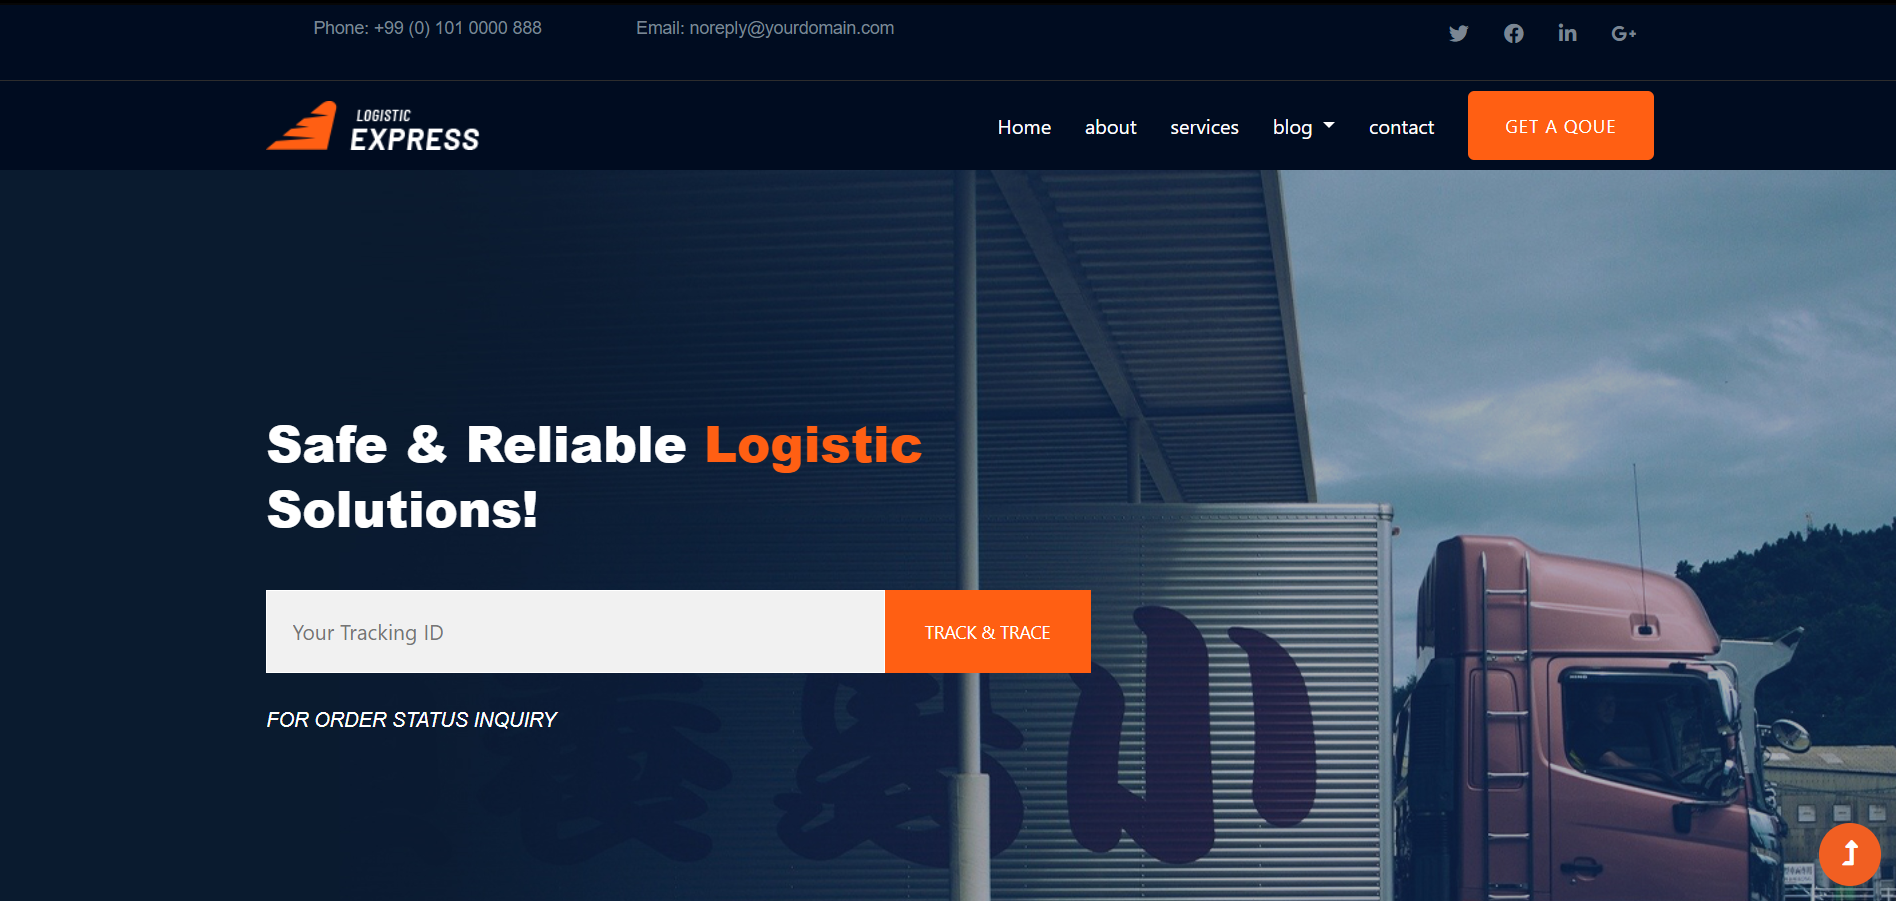 Phone: +99 (0) 101 0000 888
Email: noreply@yourdomain.com
LOGISTIC
EXPRESS
Home
about
services
blog
contact
GET A QOUE
Safe & Reliable Logistic
Solutions!
Your Tracking ID
TRACK & TRACE
FOR ORDER STATUS INQUIRY